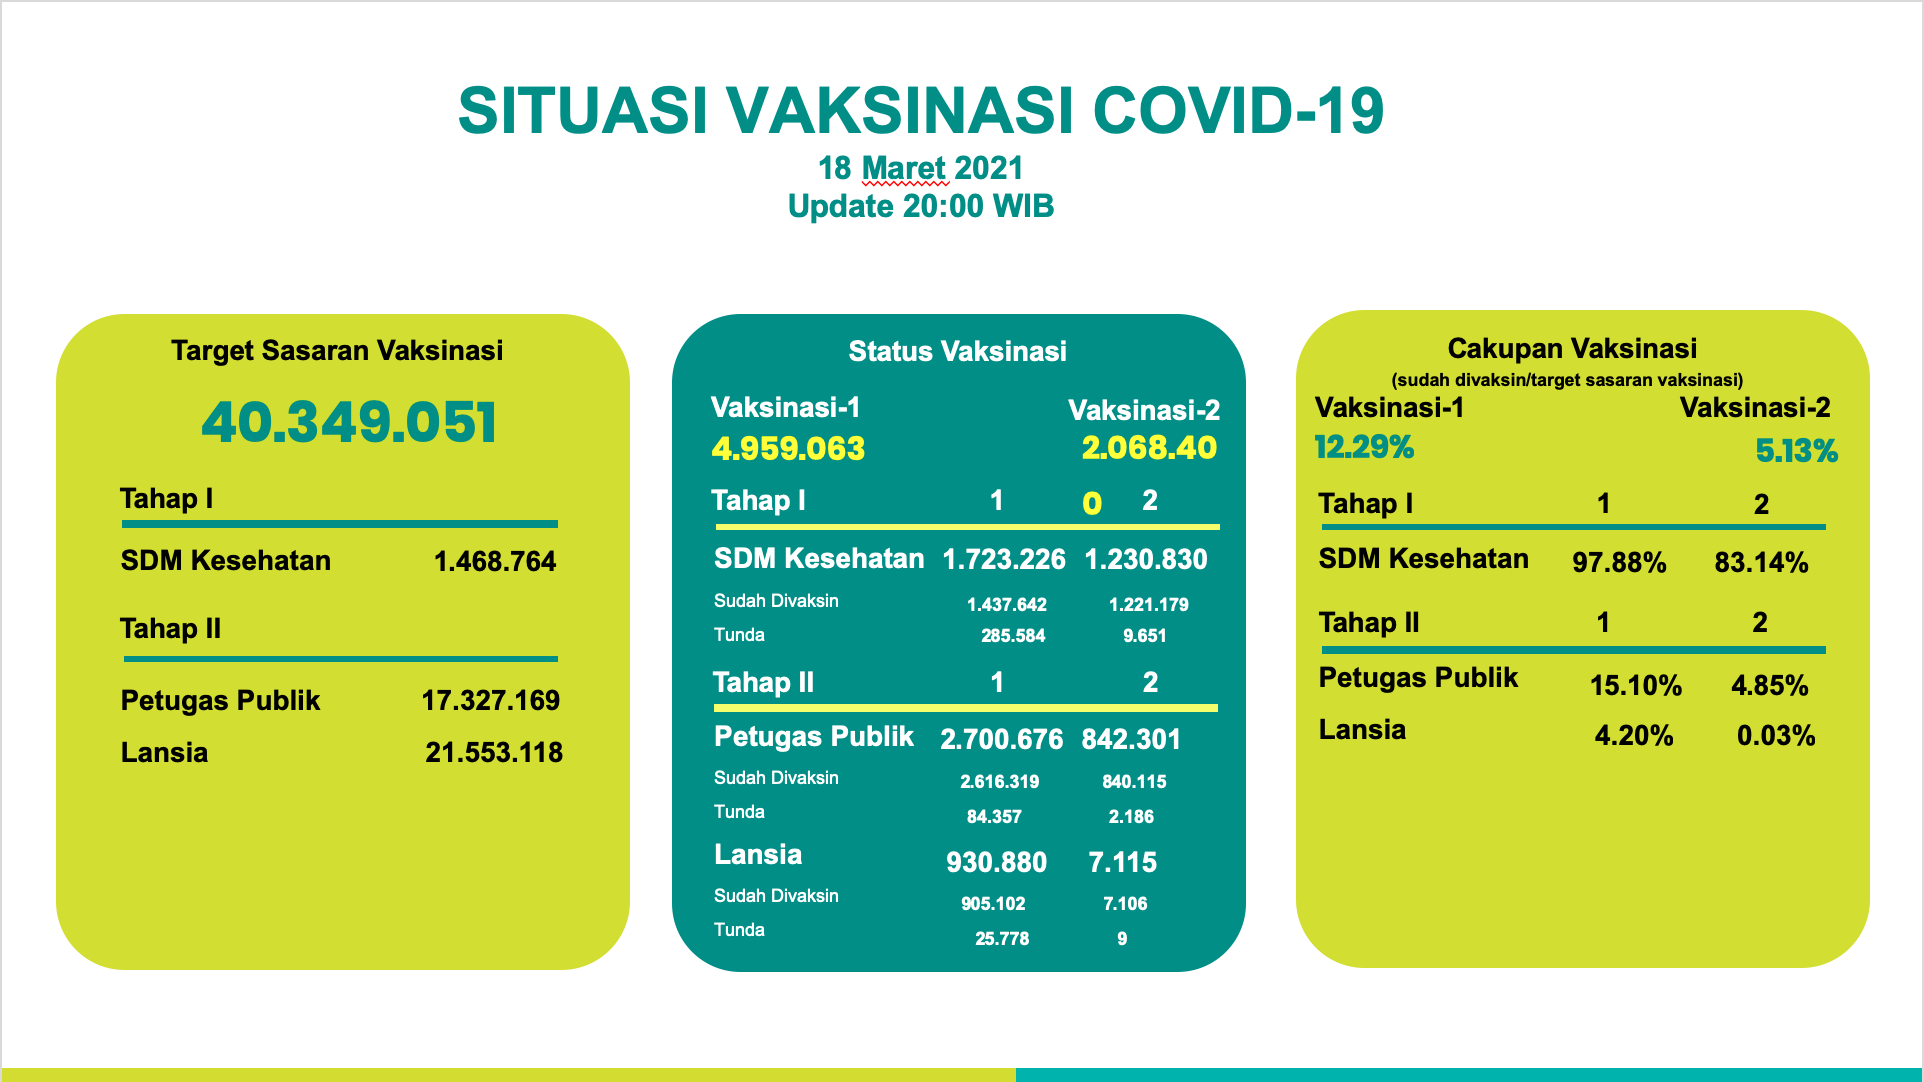 SITUASI VAKSINASI COVID-19
18 Maret 2021
Update 20:00 WIB
Target Sasaran Vaksinasi
40.349.051
Tahap I
SDM Kesehatan 1.468.764
Tahap II
Petugas Publik 17.327.169
Lansia 21.553.118
Status Vaksinasi
Vaksinasi-1 Vaksinasi-2
4.959.063 2.068.40
0
Tahap I 1 2
SDM Kesehatan 1.723.226 1.230.830
Sudah Divaksin 1.437.642 1.221.179
Tunda 285.584 9.651
Tahap II 1 2
Petugas Publik 2.700.676 842.301
Sudah Divaksin 2.616.319 840.115
Tunda 84.357 2.186
Lansia 930.880 7.115
Sudah Divaksin 905.102 7.106
Tunda 25.778 9
Cakupan Vaksinasi
(sudah divaksin/target sasaran vaksinasi)
Vaksinasi-1 Vaksinasi-2
12.29% 5.13%
Tahap I 1 2
SDM Kesehatan 97.88% 83.14%
Tahap II 1 2
Petugas Publik 15.10% 4.85%
Lansia 4.20% 0.03%